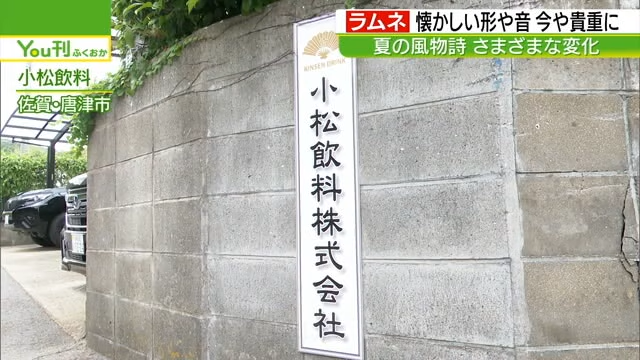 You刊 ふくおか
小松飲料
佐賀・唐津市
ラムネ 懐かしい形や音 今や貴重に
夏の風物詩 さまざまな変化
KINSEN DRINK
小松飲料株式会社